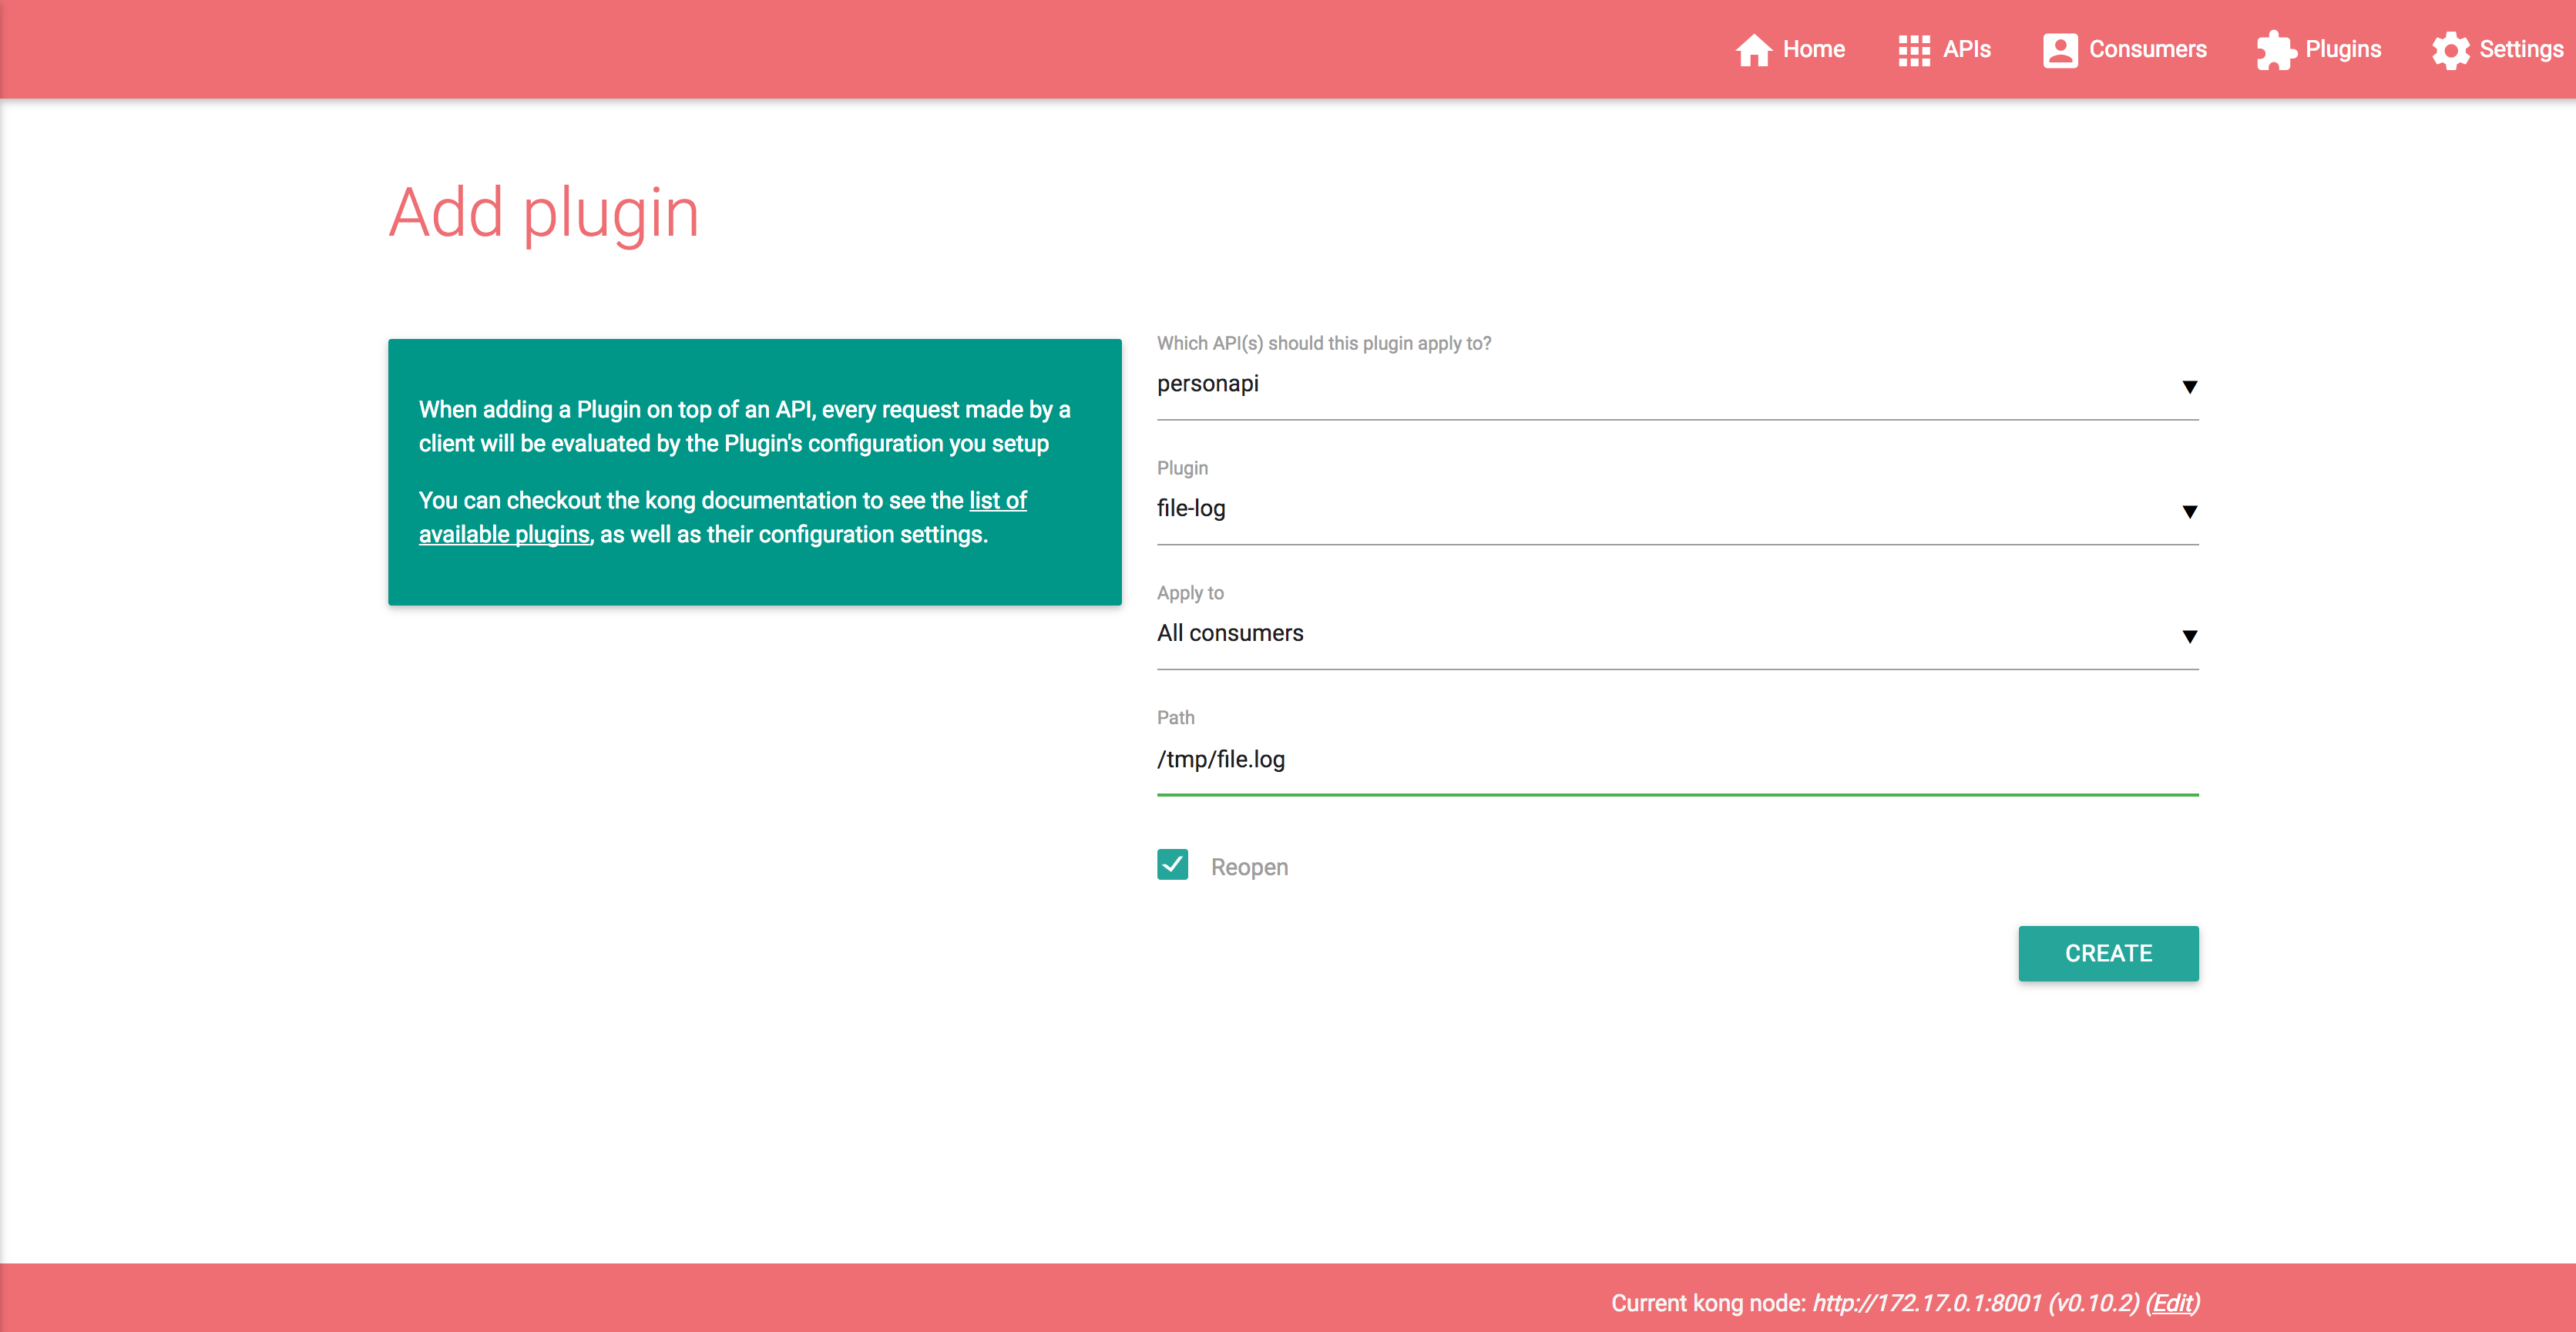 Home APIs Consumers Plugins Settings
Add plugin
When adding a Plugin on top of an API, every request made by a
client will be evaluated by the Plugin's configuration you setup
You can checkout the kong documentation to see the list of
available plugins, as well as their configuration settings.
Which API(s) should this plugin apply to?
personapi
Plugin
file-log
Apply to
All consumers
Path
/tmp/file.log
Reopen
CREATE
Current kong node: http://172.17.0.1:8001 (v0.10.2) (Edit)